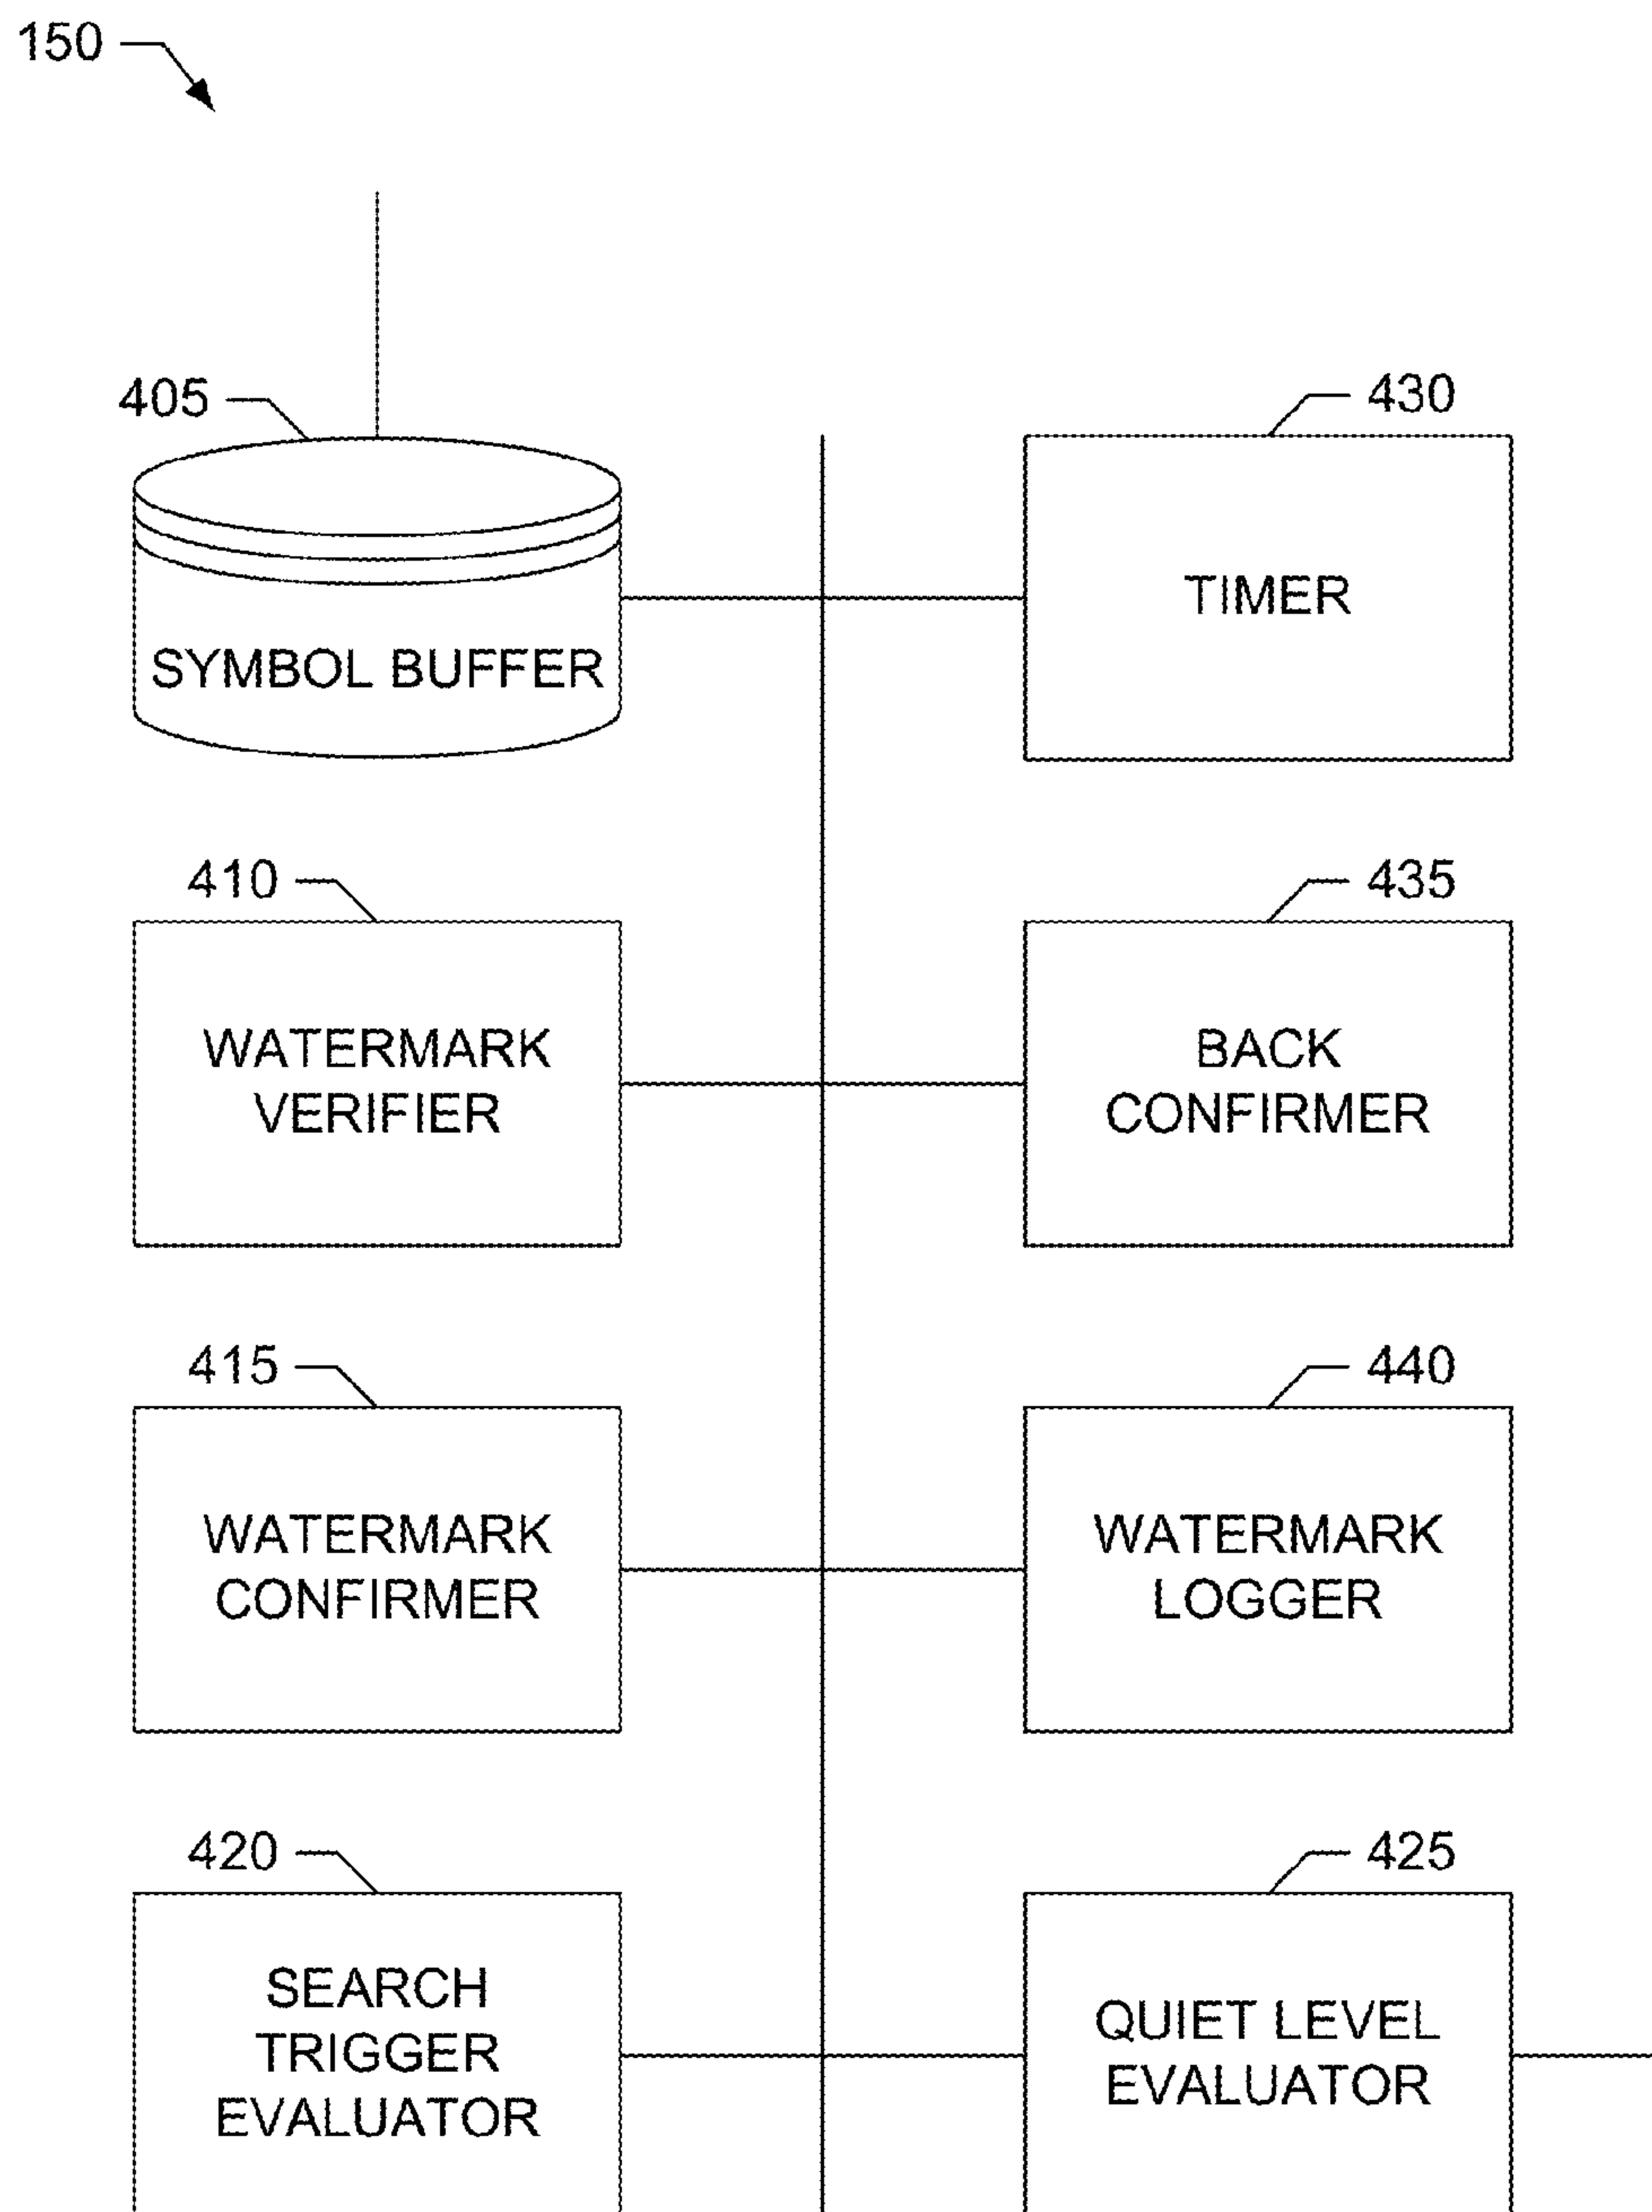 150
405
SYMBOL BUFFER
430
TIMER
410
WATERMARK
VERIFIER
435
BACK
CONFIRMER
415
WATERMARK
CONFIRMER
440
WATERMARK
LOGGER
420
SEARCH
TRIGGER
EVALUATOR
425
QUIET LEVEL
EVALUATOR